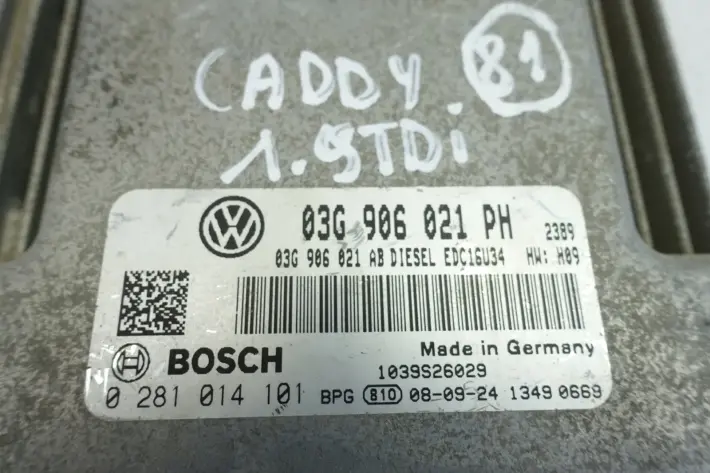 CADDY. 81
1.9TDi
03G 906 021 PH 2389
03G 906 021 AB DIESEL EDC16U34 HW: H09
BOSCH Made in Germany
1039S26029
0 281 014 101 BPG 810 08-09-24 1349 0669